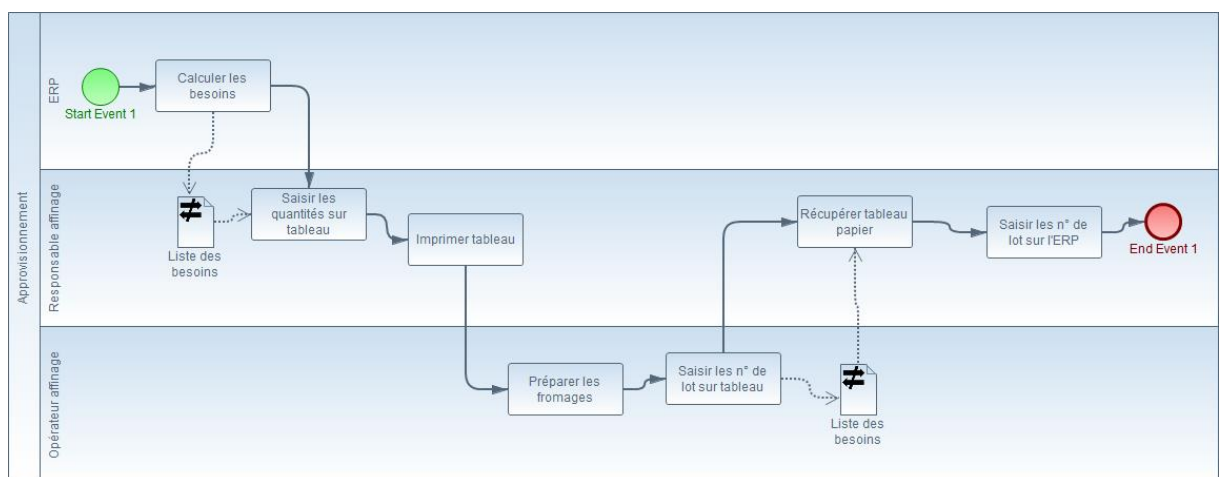 Approvisionnement
ERP
Start Event 1
Calculer les
besoins
Responsable affinage
Liste des
besoins
Saisir les
quantités sur
tableau
Imprimer tableau
Récupérer tableau
papier
Saisir les n° de
lot sur l'ERP
End Event 1
Opérateur affinage
Préparer les
fromages
Saisir les n° de
lot sur tableau
Liste des
besoins